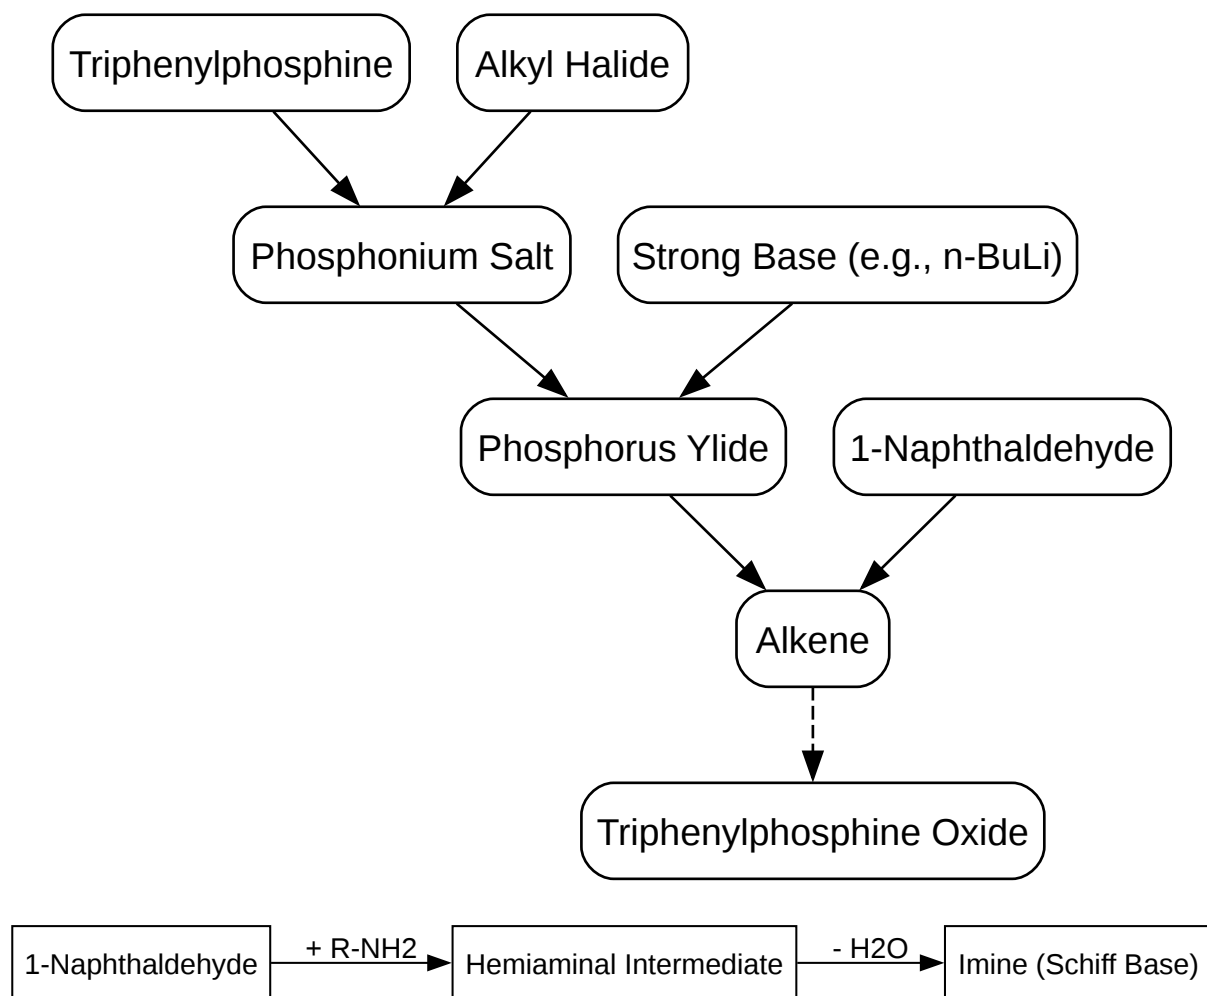 Triphenylphosphine
Alkyl Halide
Phosphonium Salt
Strong Base (e.g., n-BuLi)
Phosphorus Ylide
1-Naphthaldehyde
Alkene
Triphenylphosphine Oxide
1-Naphthaldehyde
+ R-NH2
Hemiaminal Intermediate
- H2O
Imine (Schiff Base)